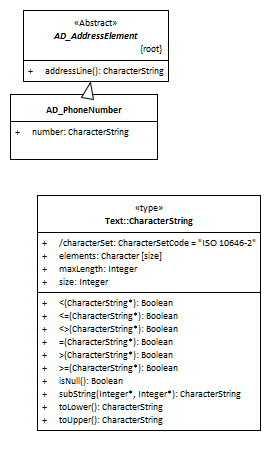 «Abstract»
AD_AddressElement
{root}
+ addressLine(): CharacterString
AD_PhoneNumber
+ number: CharacterString
«type»
Text::CharacterString
+ /characterSet: CharacterSetCode = "ISO 10646-2"
+ elements: Character [size]
+ maxLength: Integer
+ size: Integer
+ <(CharacterString*): Boolean
+ <=(CharacterString*): Boolean
+ <>(CharacterString*): Boolean
+ =(CharacterString*): Boolean
+ >(CharacterString*): Boolean
+ >=(CharacterString*): Boolean
+ isNull(): Boolean
+ subString(Integer*, Integer*): CharacterString
+ toLower(): CharacterString
+ toUpper(): CharacterString